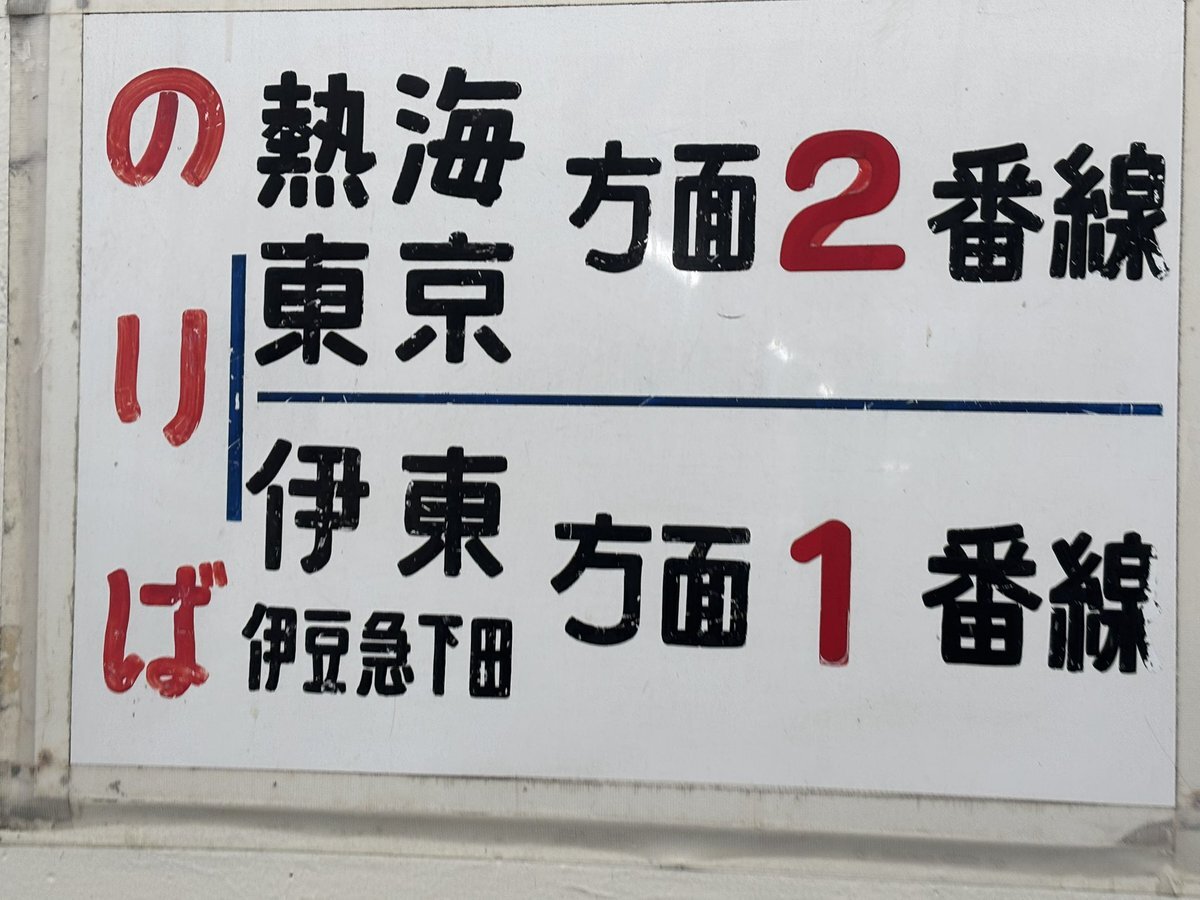 のりば
熱海 方面 2 番線
東京
伊東 方面 1 番線
伊豆急下田